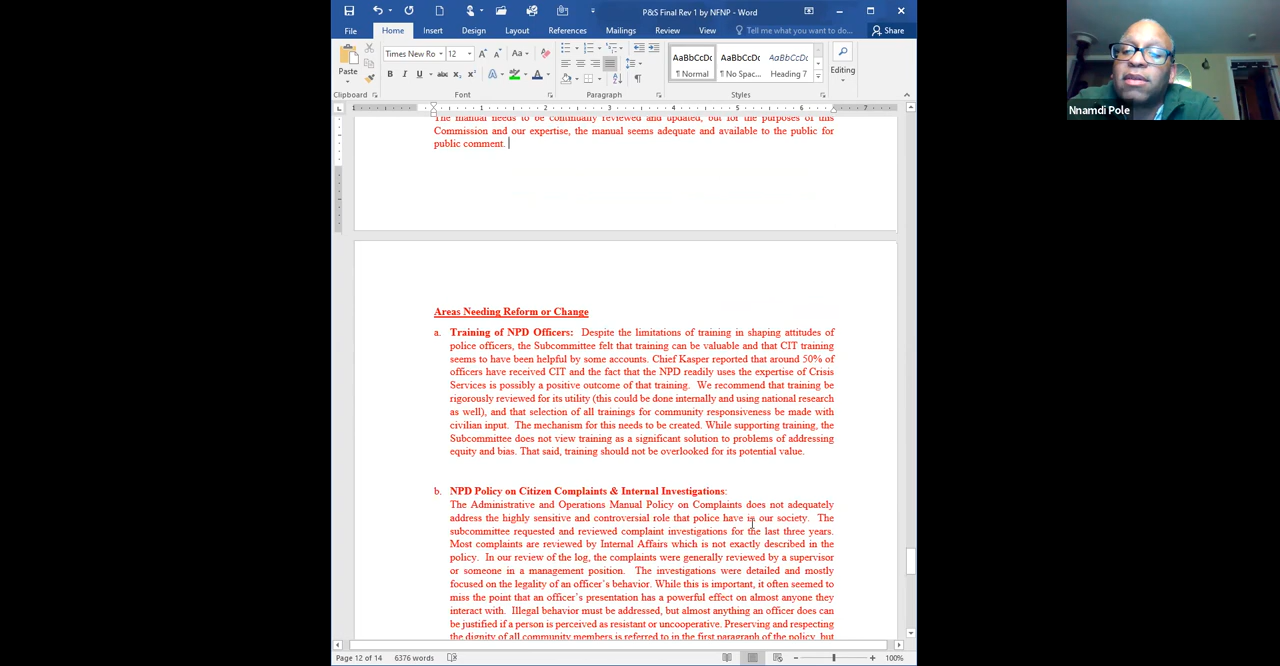 P&S Final Rev 1 by NFNP - Word
File Home Insert Draw Design Layout References Mailings Review View Tell me what you want to do... Share
Paste
Times New Ro 12
AaBbCcDc AaBbCcDc AaBbCcDc
¶ Normal ¶ No Spac... Heading 7
Editing
Clipboard Font Paragraph Styles
Nnamdi Pole
The manual needs to be continually reviewed and updated, but for the purposes of this
Commission and our expertise, the manual seems adequate and available to the public for
public comment.
Areas Needing Reform or Change
a. Training of NPD Officers: Despite the limitations of training in shaping attitudes of
police officers, the Subcommittee felt that training can be valuable and that CIT training
seems to have been helpful by some accounts. Chief Kasper reported that around 50% of
officers have received CIT and the fact that the NPD readily uses the expertise of Crisis
Services is possibly a positive outcome of that training. We recommend that training be
rigorously reviewed for its utility (this could be done internally and using national research
as well), and that selection of all trainings for community responsiveness be made with
civilian input. The mechanism for this needs to be created. While supporting training, the
Subcommittee does not view training as a significant solution to problems of addressing
equity and bias. That said, training should not be overlooked for its potential value.
b. NPD Policy on Citizen Complaints & Internal Investigations:
The Administrative and Operations Manual Policy on Complaints does not adequately
address the highly sensitive and controversial role that police have in our society. The
subcommittee requested and reviewed complaint investigations for the last three years.
Most complaints are reviewed by Internal Affairs which is not exactly described in the
policy. In our review of the log, the complaints were generally reviewed by a supervisor
or someone in a management position. The investigations were detailed and mostly
focused on the legality of an officer's behavior. While this is important, it often seemed to
miss the point that an officer's presentation has a powerful effect on almost anyone they
interact with. Illegal behavior must be addressed, but almost anything an officer does can
be justified if a person is perceived as resistant or uncooperative. Preserving and respecting
the dignity of all community members is referred to in the first paragraph of the policy, but
Page 12 of 14 6376 words 100%